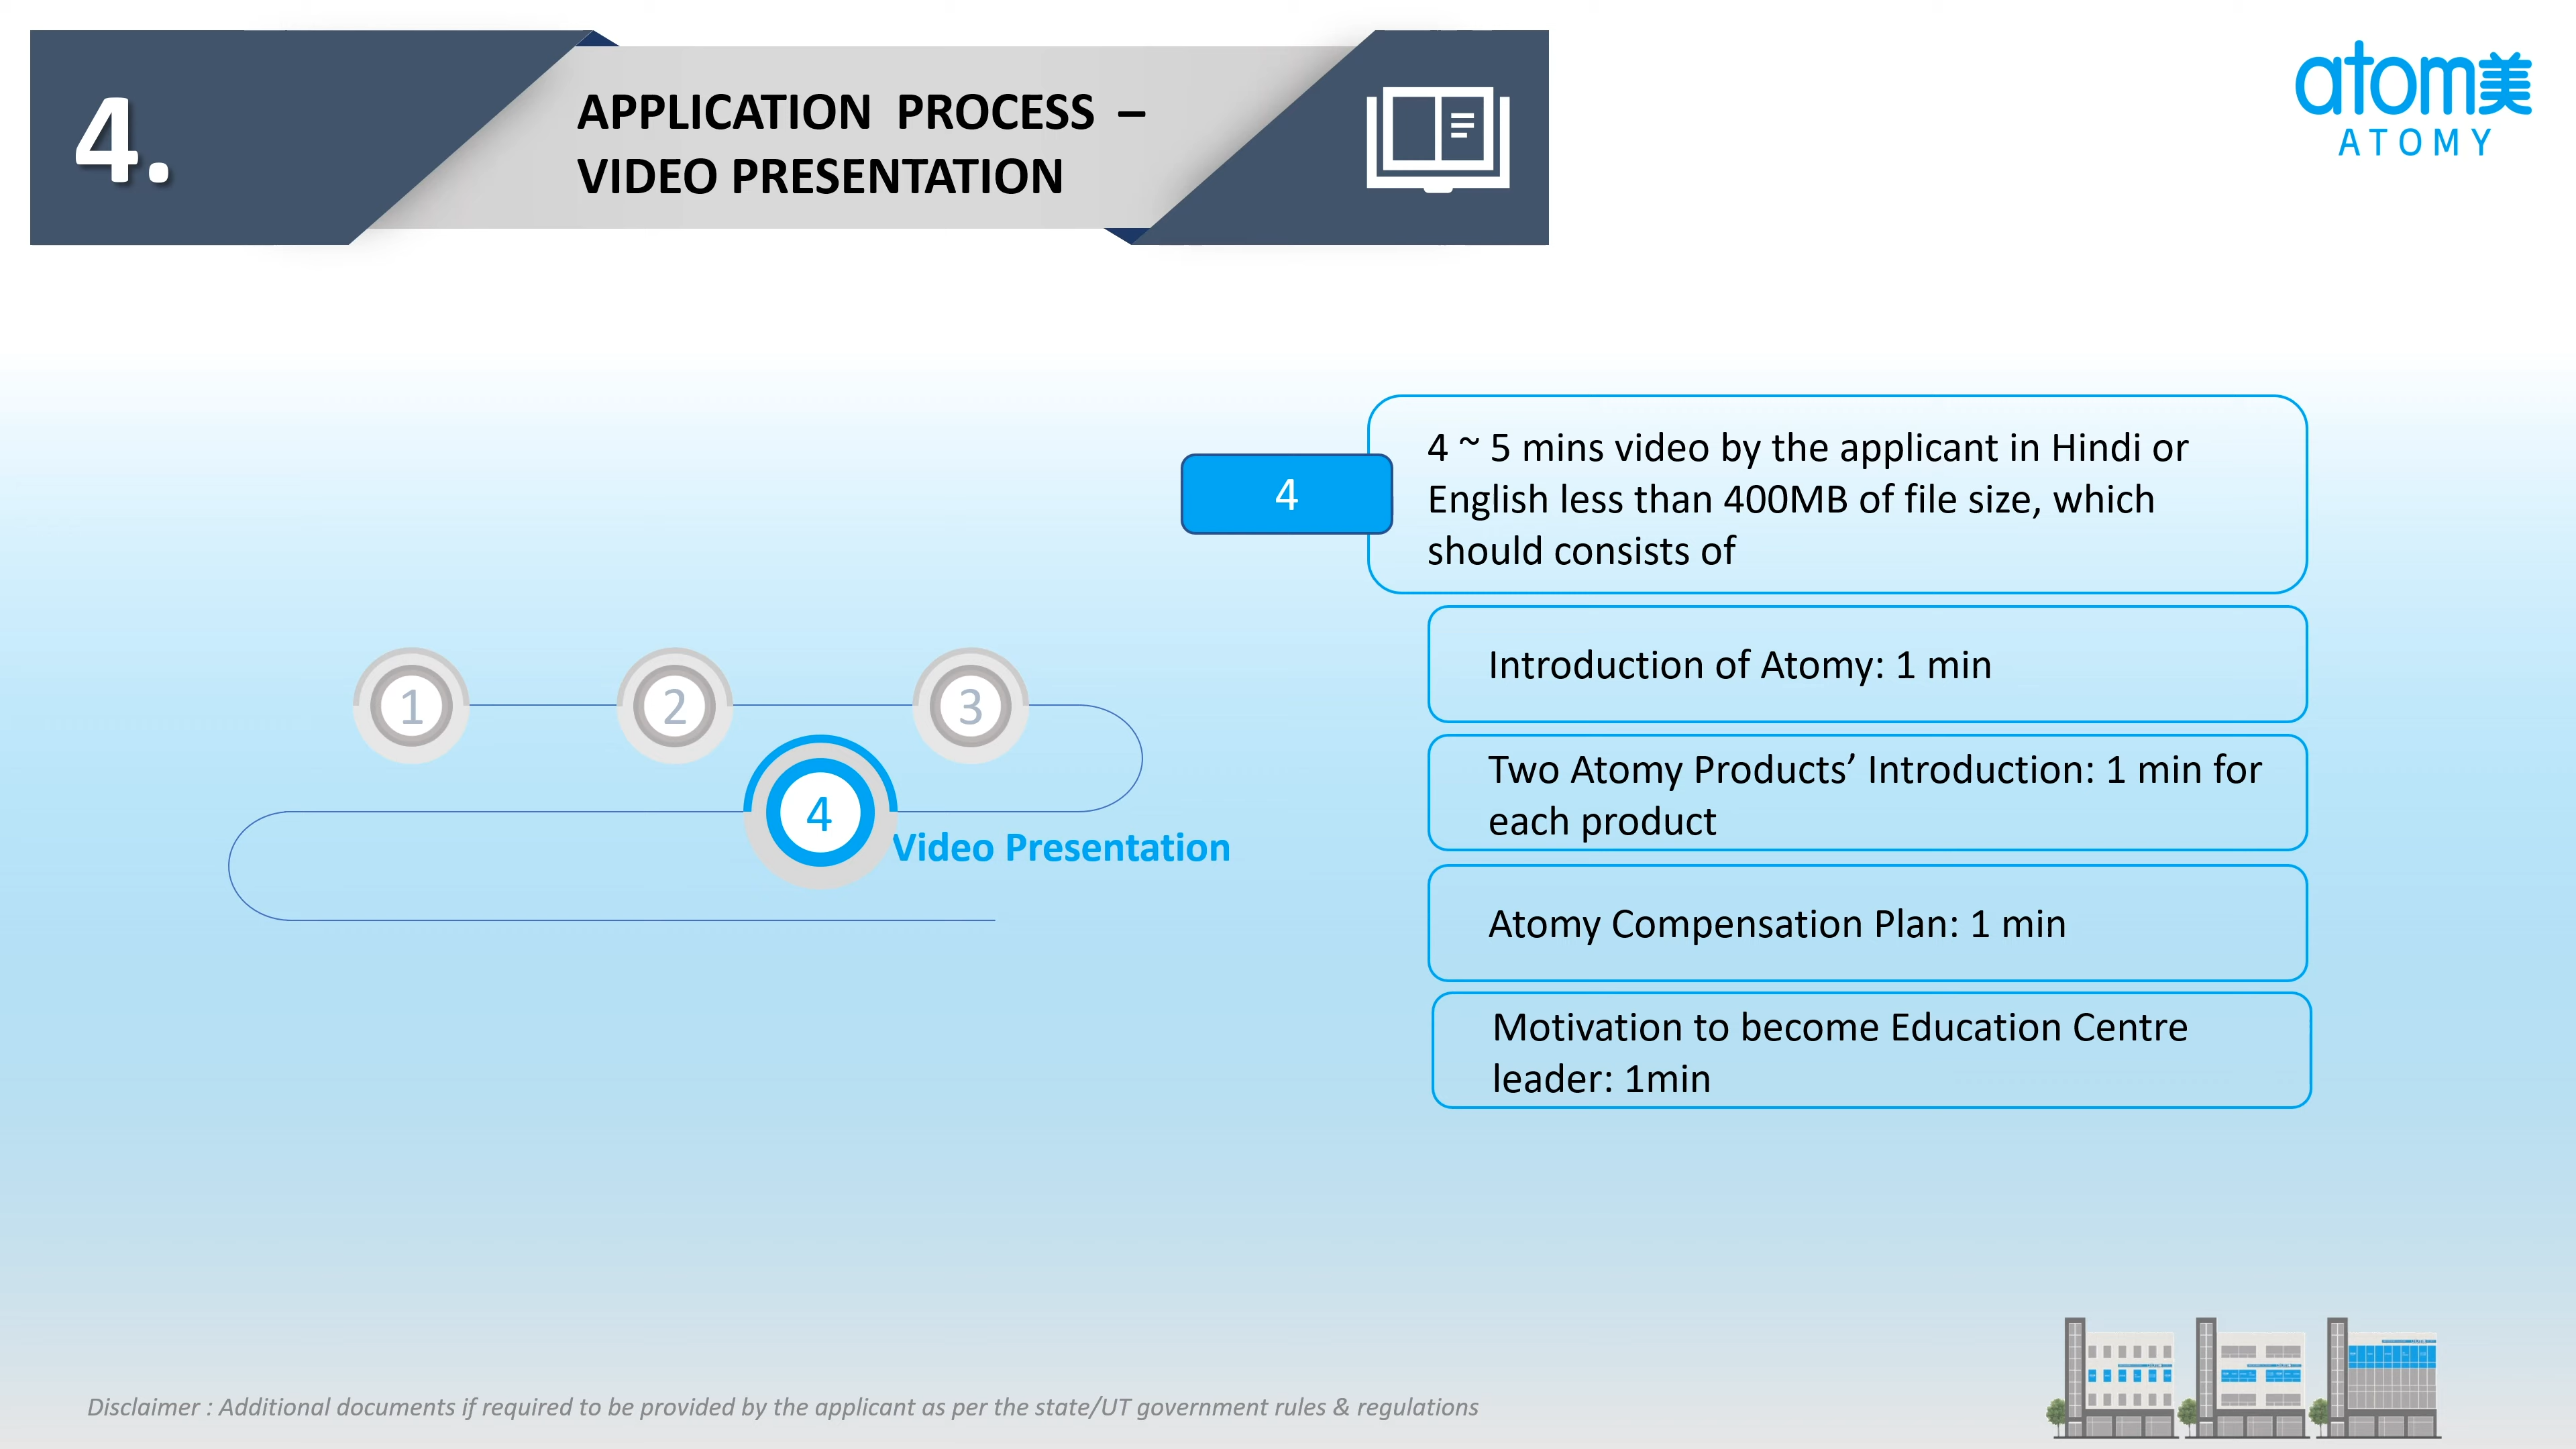 4.
APPLICATION PROCESS –
VIDEO PRESENTATION
atom美
ATOMY
4
4 ~ 5 mins video by the applicant in Hindi or
English less than 400MB of file size, which
should consists of
Introduction of Atomy: 1 min
1
2
3
4
Video Presentation
Two Atomy Products’ Introduction: 1 min for
each product
Atomy Compensation Plan: 1 min
Motivation to become Education Centre
leader: 1min
Disclaimer : Additional documents if required to be provided by the applicant as per the state/UT government rules & regulations